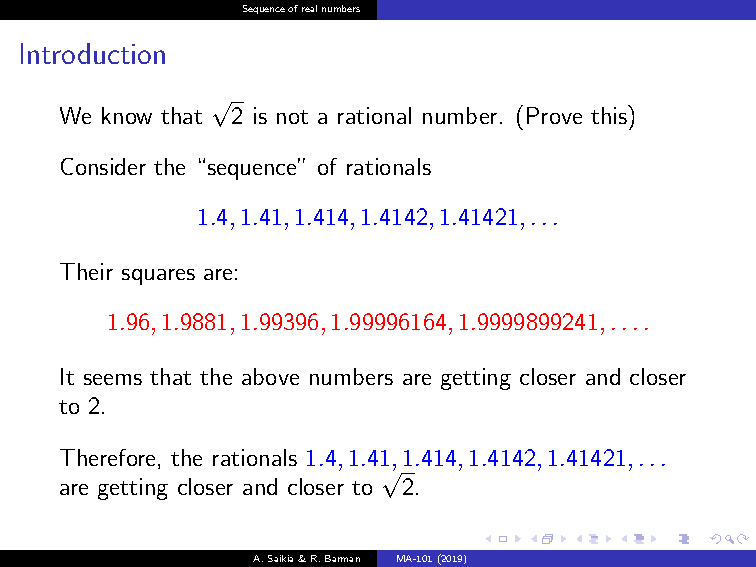 Sequence of real numbers
Introduction
We know that √2 is not a rational number. (Prove this)
Consider the “sequence” of rationals
1.4, 1.41, 1.414, 1.4142, 1.41421, . . .
Their squares are:
1.96, 1.9881, 1.99396, 1.99996164, 1.9999899241, . . . .
It seems that the above numbers are getting closer and closer
to 2.
Therefore, the rationals 1.4, 1.41, 1.414, 1.4142, 1.41421, . . .
are getting closer and closer to √2.
A. Saikia & R. Barman MA-101 (2019)